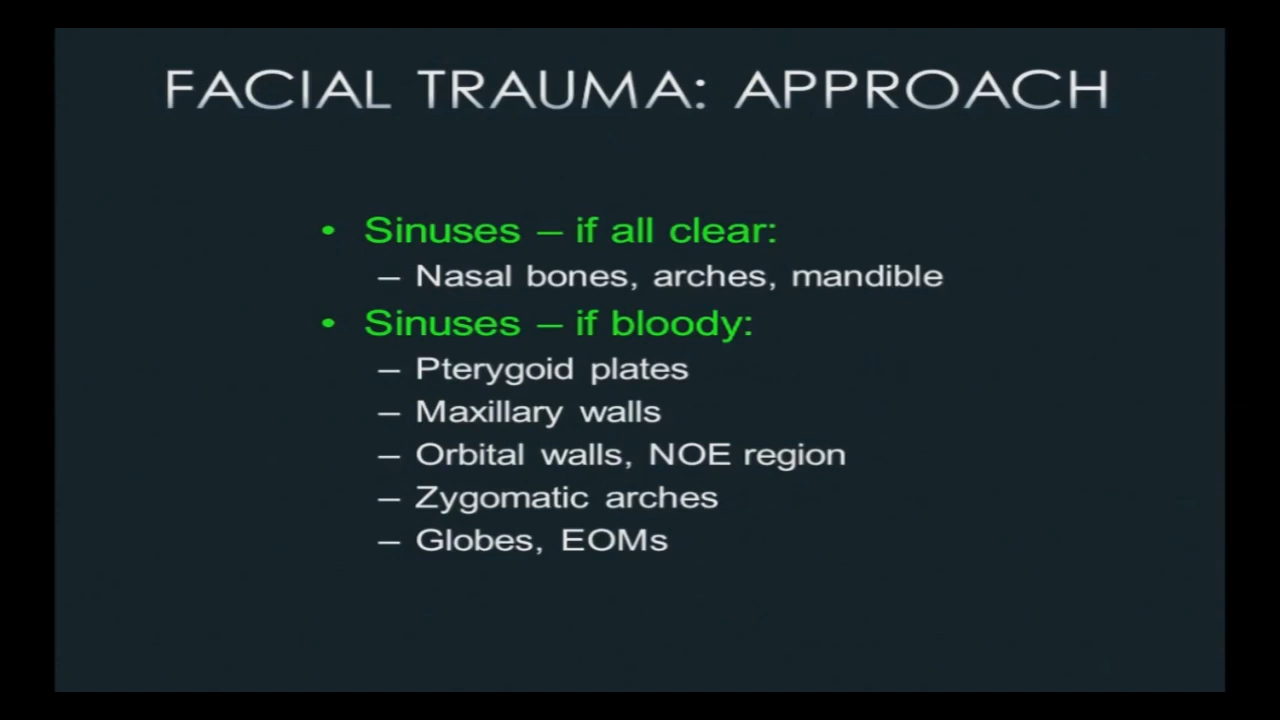 FACIAL TRAUMA: APPROACH
• Sinuses – if all clear:
– Nasal bones, arches, mandible
• Sinuses – if bloody:
– Pterygoid plates
– Maxillary walls
– Orbital walls, NOE region
– Zygomatic arches
– Globes, EOMs